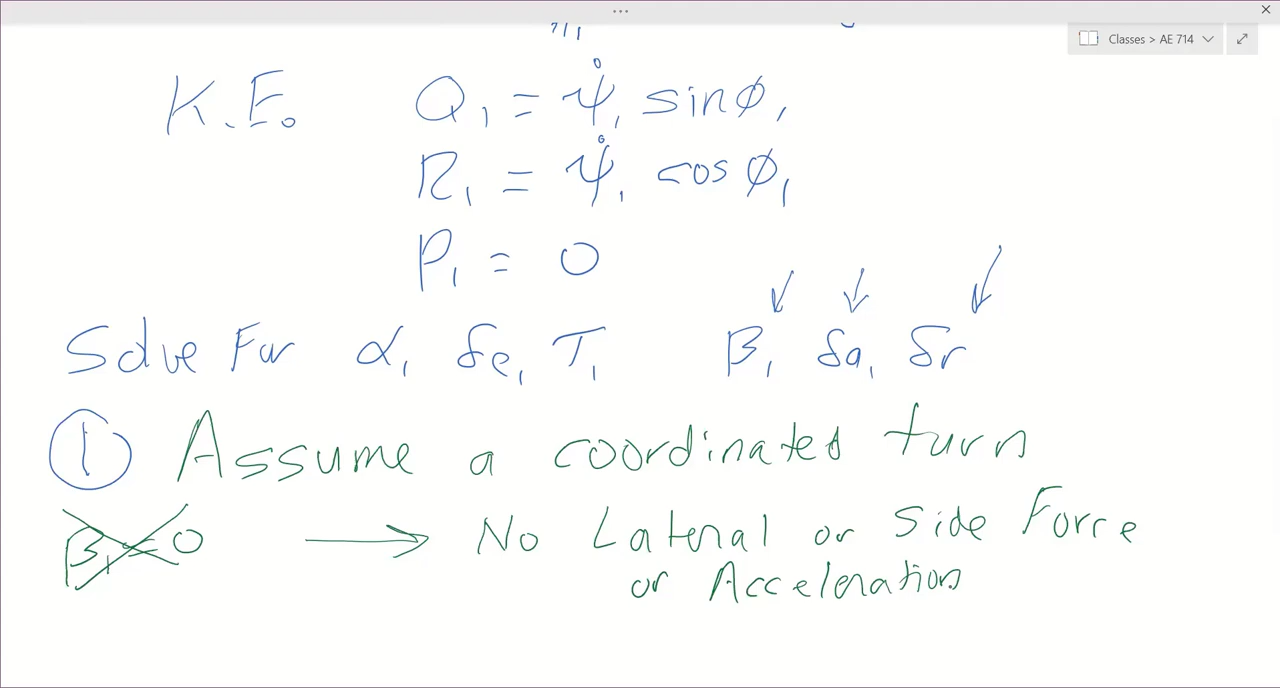 Classes > AE 714
K.E. Q₁ = ψ̇₁ sinϕ₁
R₁ = ψ̇₁ cosϕ₁
P₁ = 0
Solve For α₁ δe₁ T₁ β₁ δa₁ δr
① Assume a coordinated turn
β₁ = 0 → No Lateral or Side Force
or Acceleration